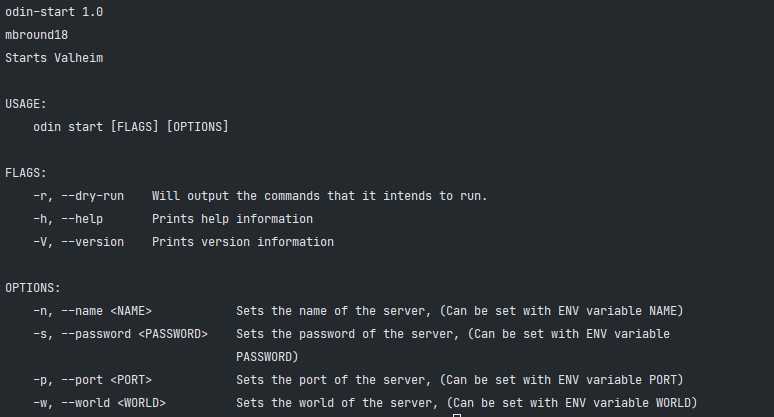 odin-start 1.0
mbround18
Starts Valheim
USAGE:
odin start [FLAGS] [OPTIONS]
FLAGS:
-r, --dry-run    Will output the commands that it intends to run.
-h, --help       Prints help information
-V, --version    Prints version information
OPTIONS:
-n, --name <NAME>            Sets the name of the server, (Can be set with ENV variable NAME)
-s, --password <PASSWORD>    Sets the password of the server, (Can be set with ENV variable
PASSWORD)
-p, --port <PORT>            Sets the port of the server, (Can be set with ENV variable PORT)
-w, --world <WORLD>          Sets the world of the server, (Can be set with ENV variable WORLD)